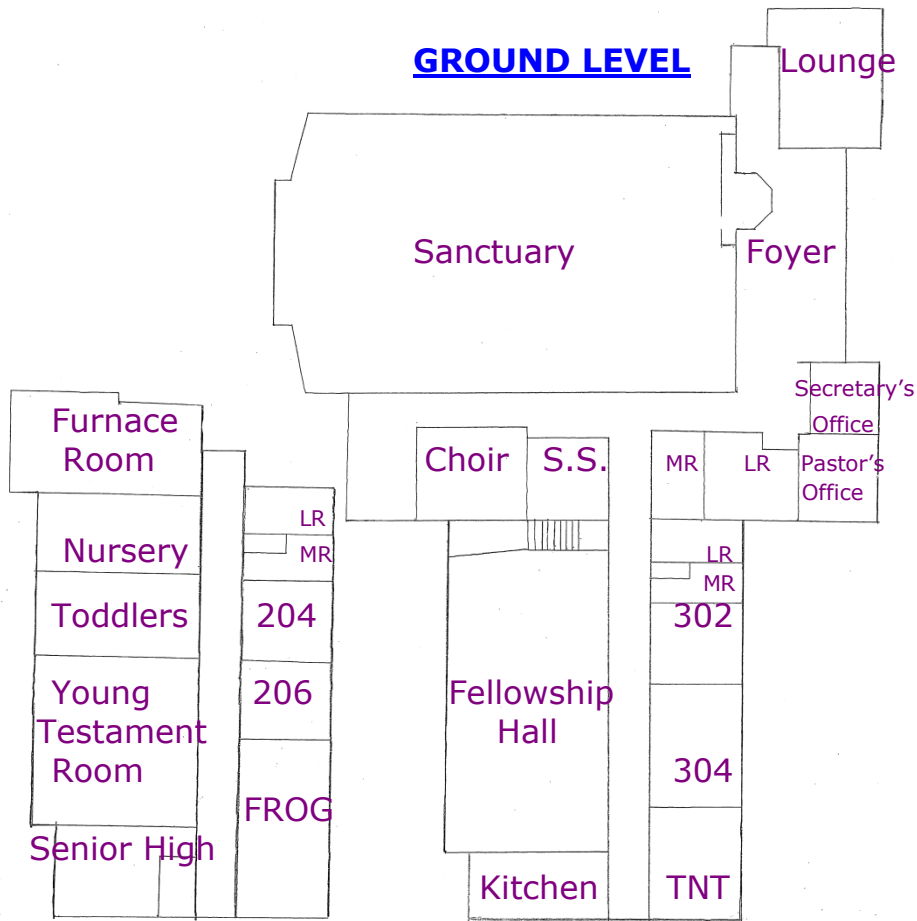 GROUND LEVEL
Lounge
Sanctuary
Foyer
Secretary's
Office
Furnace
Room
Choir
S.S.
MR
LR
Pastor's
Office
LR
MR
Nursery
LR
MR
Toddlers
204
302
Young
Testament
Room
206
Fellowship
Hall
304
FROG
Senior High
Kitchen
TNT